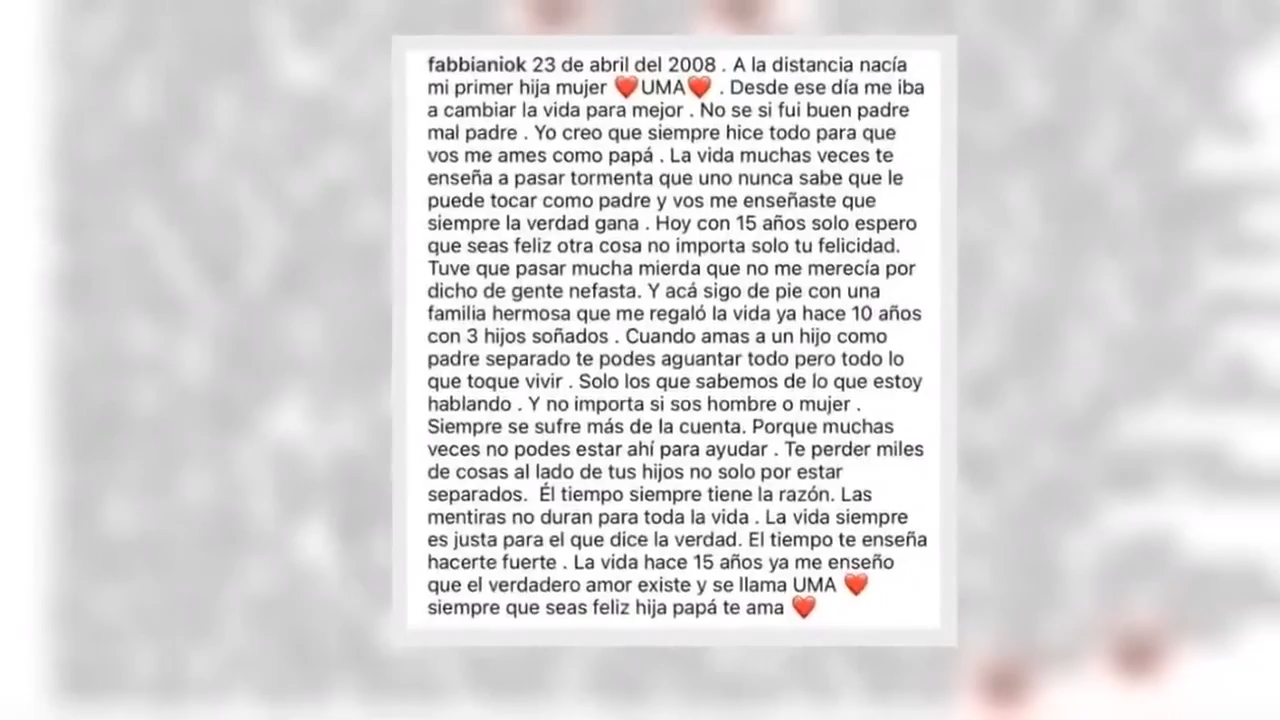 fabbianiok 23 de abril del 2008 . A la distancia nacía
mi primer hija mujer ❤️UMA❤️ . Desde ese día me iba
a cambiar la vida para mejor . No se si fui buen padre
mal padre . Yo creo que siempre hice todo para que
vos me ames como papá . La vida muchas veces te
enseña a pasar tormenta que uno nunca sabe que le
puede tocar como padre y vos me enseñaste que
siempre la verdad gana . Hoy con 15 años solo espero
que seas feliz otra cosa no importa solo tu felicidad.
Tuve que pasar mucha mierda que no me merecía por
dicho de gente nefasta. Y acá sigo de pie con una
familia hermosa que me regaló la vida ya hace 10 años
con 3 hijos soñados . Cuando amas a un hijo como
padre separado te podes aguantar todo pero todo lo
que toque vivir . Solo los que sabemos de lo que estoy
hablando . Y no importa si sos hombre o mujer .
Siempre se sufre más de la cuenta. Porque muchas
veces no podes estar ahí para ayudar . Te perder miles
de cosas al lado de tus hijos no solo por estar
separados.  Él tiempo siempre tiene la razón. Las
mentiras no duran para toda la vida . La vida siempre
es justa para el que dice la verdad. El tiempo te enseña
hacerte fuerte . La vida hace 15 años ya me enseño
que el verdadero amor existe y se llama UMA ❤️
siempre que seas feliz hija papá te ama ❤️